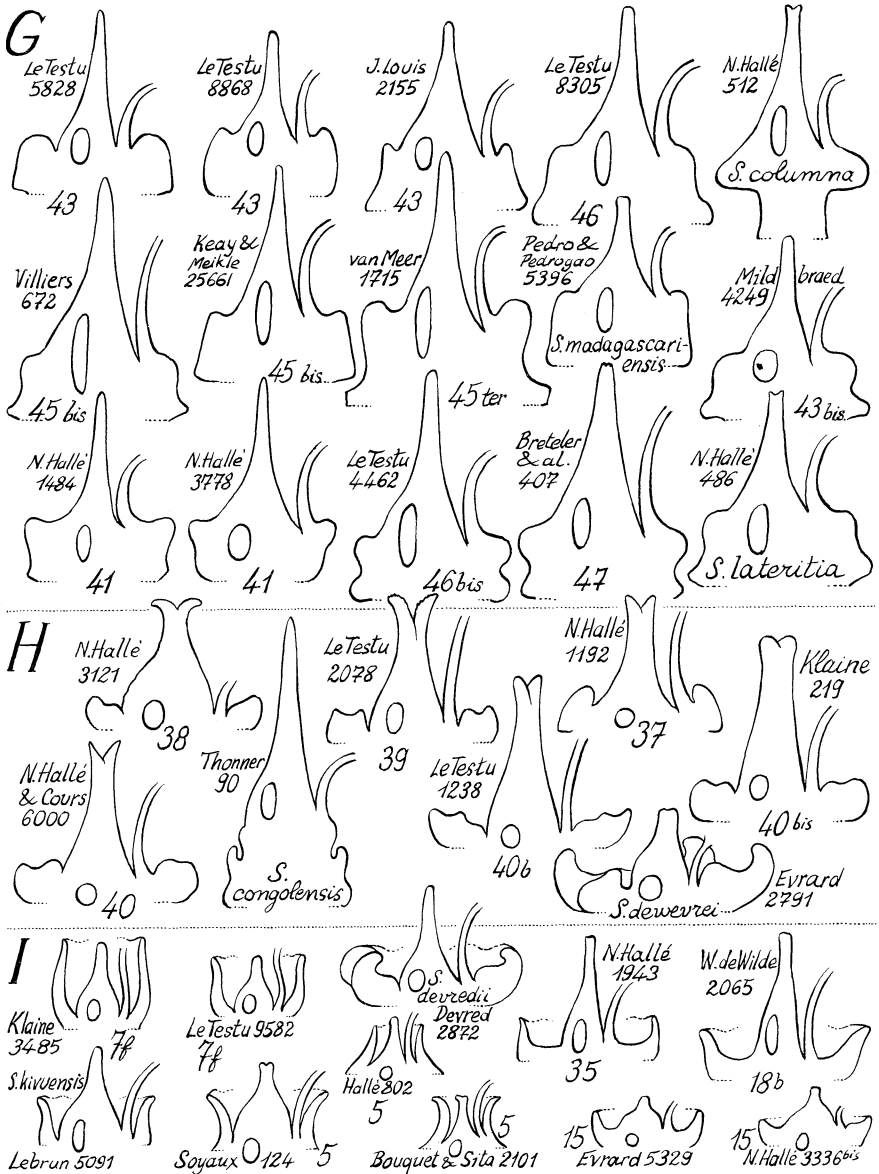 G
Le Testu
5828
43
Le Testu
8868
43
J. Louis
2155
43
Le Testu
8305
46
N. Hallé
512
S. columna
Villiers
672
45 bis
Keay &
Meikle
25661
45 bis
van Meer
1715
45 ter
Pedro &
Pedrogao
5396
S. madagascari-
ensis
Mildbraed
4249
43 bis
N. Hallé
1484
41
N. Hallé
3778
41
Le Testu
4462
46 bis
Breteler
& al.
407
47
N. Hallé
486
S. lateritia
H
N. Hallé
3121
38
Le Testu
2078
39
N. Hallé
1192
37
Klaine
219
40 bis
N. Hallé
& Cours
6000
40
Thonner
90
S.
congolensis
Le Testu
1238
40b
S. dewevrei
Evrard
2791
I
Klaine
3485
7f
Le Testu 9582
7f
S.
devredii
Devred
2872
N. Hallé
1943
35
W. de Wilde
2065
18b
S. kivuensis
Lebrun 5091
Soyaux 124
5
Hallé 802
5
Bouquet & Sita 2101
5
15
Evrard 5329
15
N. Hallé 3336 bis